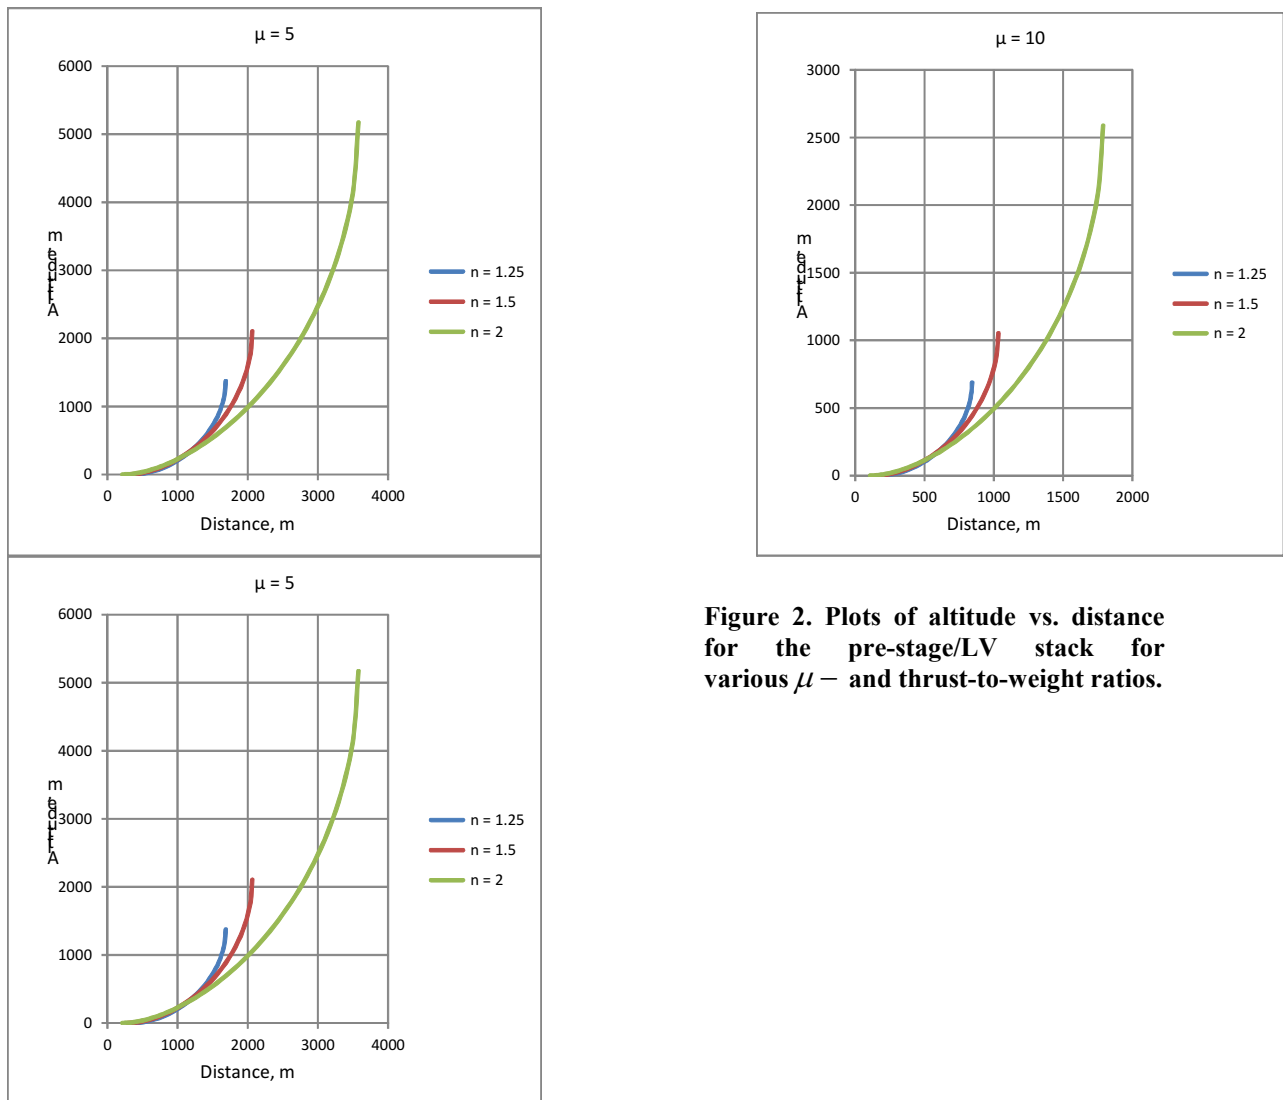 μ = 5
6000
5000
4000
3000
2000
1000
0
0 1000 2000 3000 4000
Altitude, m
Distance, m
n = 1.25
n = 1.5
n = 2
μ = 10
3000
2500
2000
1500
1000
500
0
0 500 1000 1500 2000
Altitude, m
Distance, m
n = 1.25
n = 1.5
n = 2
μ = 5
6000
5000
4000
3000
2000
1000
0
0 1000 2000 3000 4000
Altitude, m
Distance, m
n = 1.25
n = 1.5
n = 2
Figure 2. Plots of altitude vs. distance
for the pre-stage/LV stack for
various μ − and thrust-to-weight ratios.